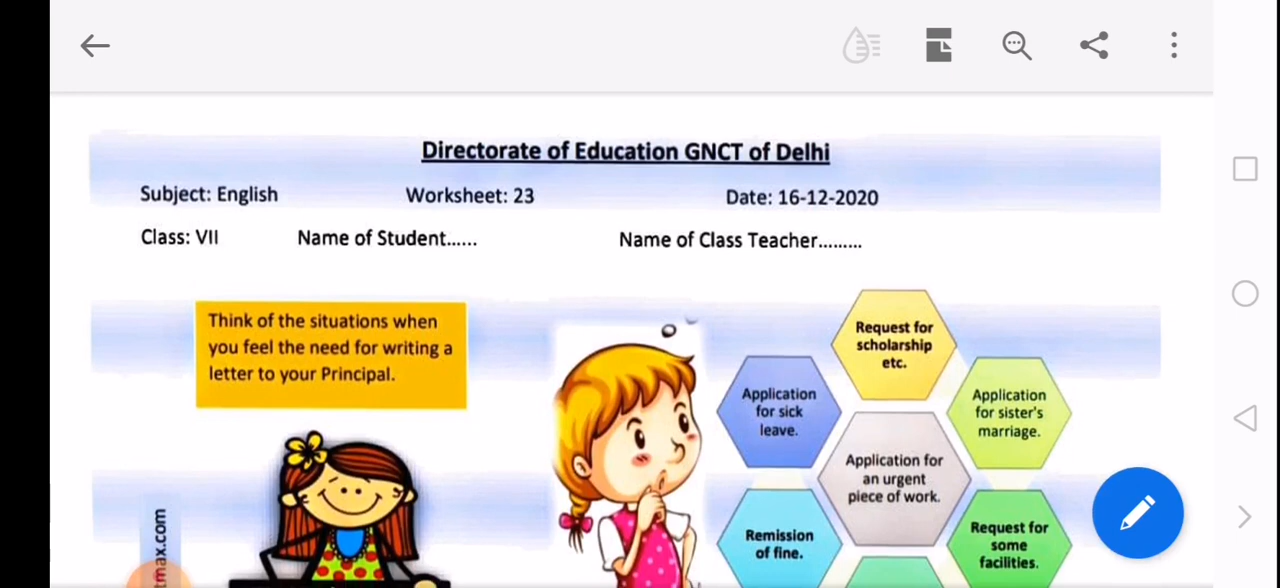 Directorate of Education GNCT of Delhi
Subject: English Worksheet: 23 Date: 16-12-2020
Class: VII Name of Student...... Name of Class Teacher.........
Think of the situations when
you feel the need for writing a
letter to your Principal.
Request for
scholarship
etc.
Application
for sick
leave.
Application
for sister's
marriage.
Application for
an urgent
piece of work.
Remission
of fine.
Request for
some
facilities.
tmax.com